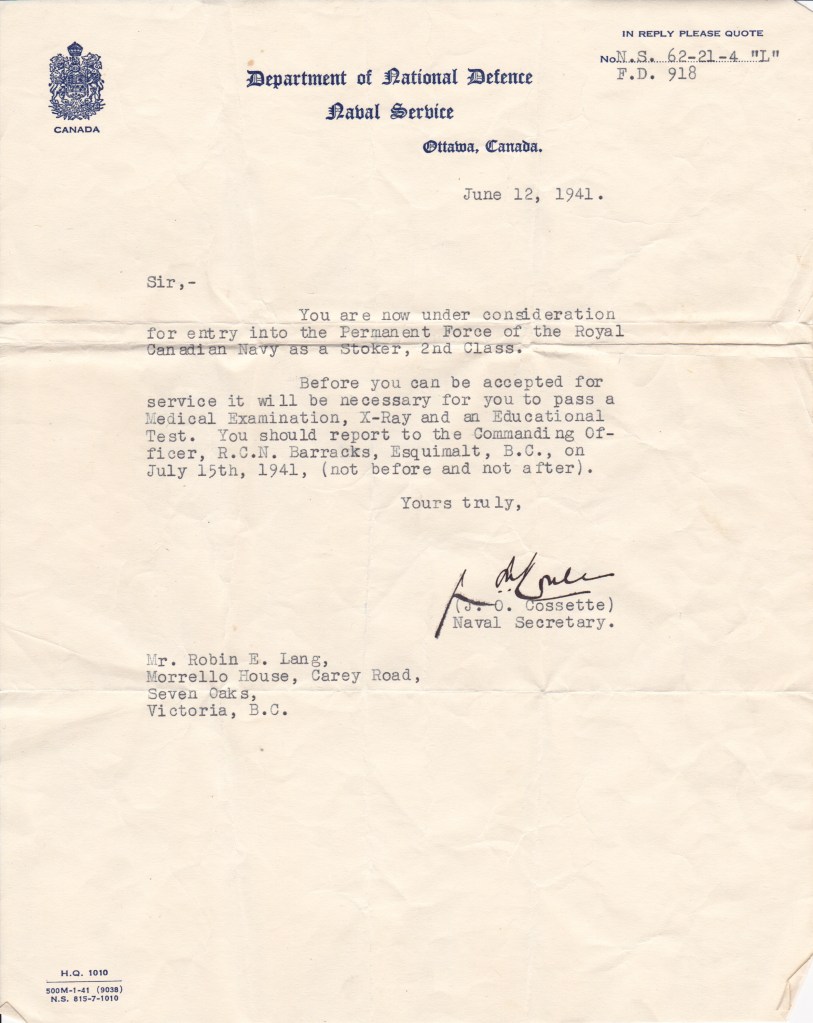 IN REPLY PLEASE QUOTE
No. N.S. 62-21-4 "L"
F.D. 918
CANADA
Department of National Defence
Naval Service
Ottawa, Canada.
June 12, 1941.
Sir,-
You are now under consideration
for entry into the Permanent Force of the Royal
Canadian Navy as a Stoker, 2nd Class.
Before you can be accepted for
service it will be necessary for you to pass a
Medical Examination, X-Ray and an Educational
Test. You should report to the Commanding Of-
ficer, R.C.N. Barracks, Esquimalt, B.C., on
July 15th, 1941, (not before and not after).
Yours truly,
(J. O. Cossette)
Naval Secretary.
Mr. Robin E. Lang,
Morrello House, Carey Road,
Seven Oaks,
Victoria, B.C.
H.Q. 1010
500M-1-41 (9038)
N.S. 815-7-1010